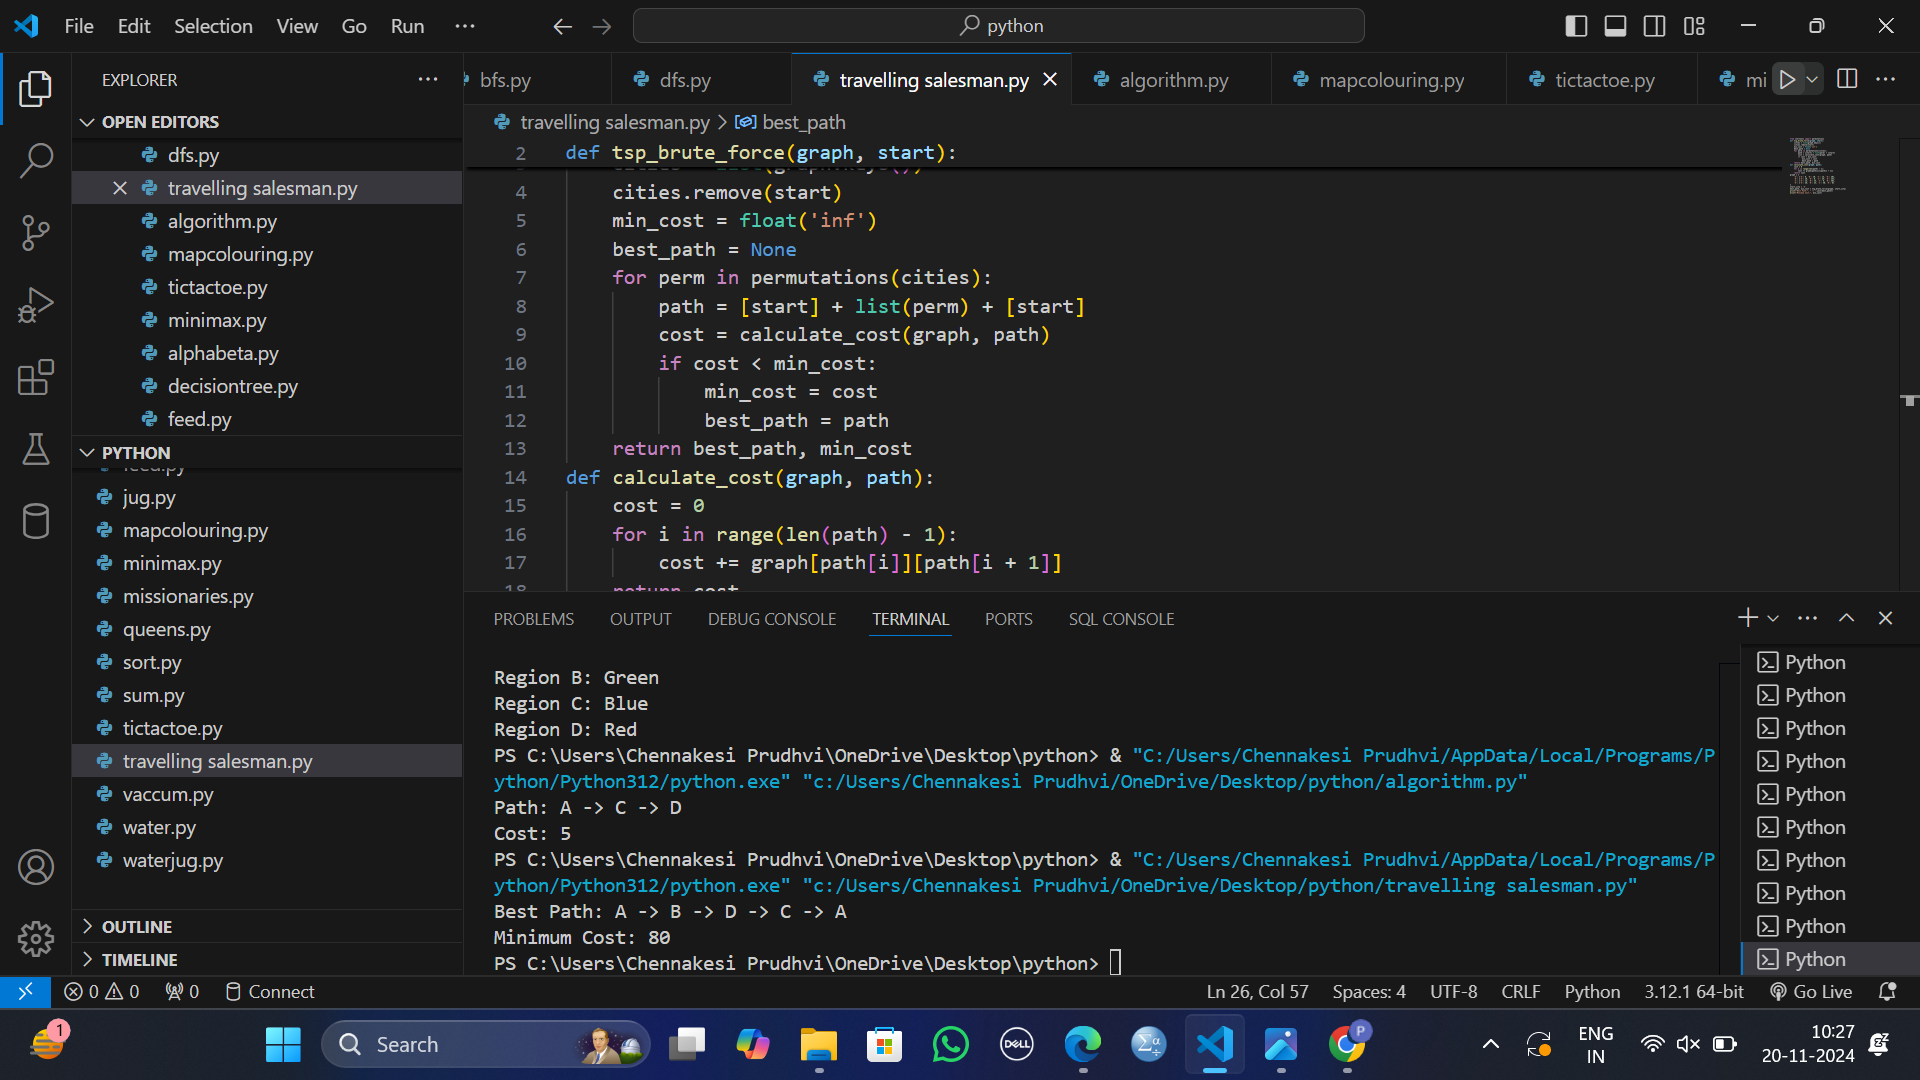 File Edit Selection View Go Run ···
python
EXPLORER
OPEN EDITORS
dfs.py
travelling salesman.py
algorithm.py
mapcolouring.py
tictactoe.py
minimax.py
alphabeta.py
decisiontree.py
feed.py
PYTHON
feed.py
jug.py
mapcolouring.py
minimax.py
missionaries.py
queens.py
sort.py
sum.py
tictactoe.py
travelling salesman.py
vaccum.py
water.py
waterjug.py
OUTLINE
TIMELINE
bfs.py dfs.py travelling salesman.py algorithm.py mapcolouring.py tictactoe.py mi
travelling salesman.py > best_path
2 def tsp_brute_force(graph, start):
4 cities.remove(start)
5 min_cost = float('inf')
6 best_path = None
7 for perm in permutations(cities):
8 path = [start] + list(perm) + [start]
9 cost = calculate_cost(graph, path)
10 if cost < min_cost:
11 min_cost = cost
12 best_path = path
13 return best_path, min_cost
14 def calculate_cost(graph, path):
15 cost = 0
16 for i in range(len(path) - 1):
17 cost += graph[path[i]][path[i + 1]]
18 return cost
PROBLEMS OUTPUT DEBUG CONSOLE TERMINAL PORTS SQL CONSOLE
Region B: Green
Region C: Blue
Region D: Red
PS C:\Users\Chennakesi Prudhvi\OneDrive\Desktop\python> & "C:/Users/Chennakesi Prudhvi/AppData/Local/Programs/P
ython/Python312/python.exe" "c:/Users/Chennakesi Prudhvi/OneDrive/Desktop/python/algorithm.py"
Path: A -> C -> D
Cost: 5
PS C:\Users\Chennakesi Prudhvi\OneDrive\Desktop\python> & "C:/Users/Chennakesi Prudhvi/AppData/Local/Programs/P
ython/Python312/python.exe" "c:/Users/Chennakesi Prudhvi/OneDrive/Desktop/python/travelling salesman.py"
Best Path: A -> B -> D -> C -> A
Minimum Cost: 80
PS C:\Users\Chennakesi Prudhvi\OneDrive\Desktop\python>
Python
Python
Python
Python
Python
Python
Python
Python
Python
Python
0 0 0 Connect
Ln 26, Col 57 Spaces: 4 UTF-8 CRLF Python 3.12.1 64-bit Go Live
1
Search
DELL
P
ENG
IN
10:27
20-11-2024